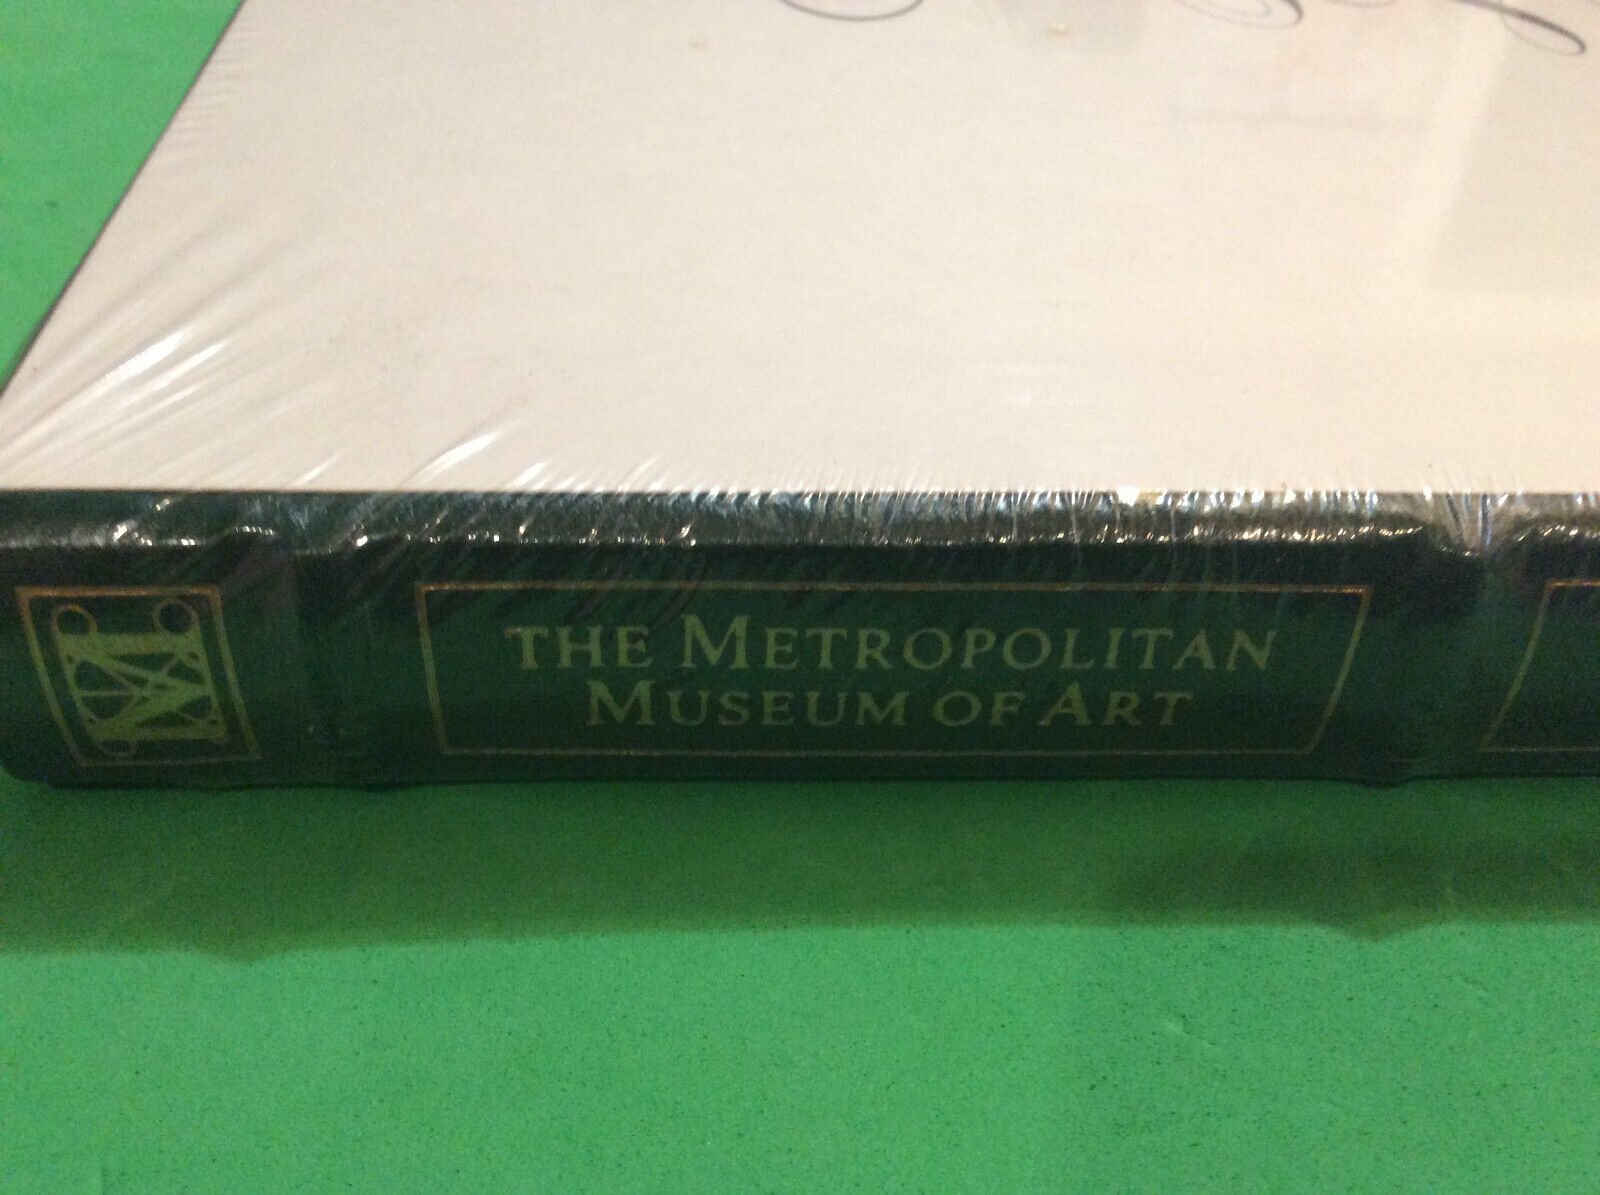 THE METROPOLITAN
MUSEUM OF ART